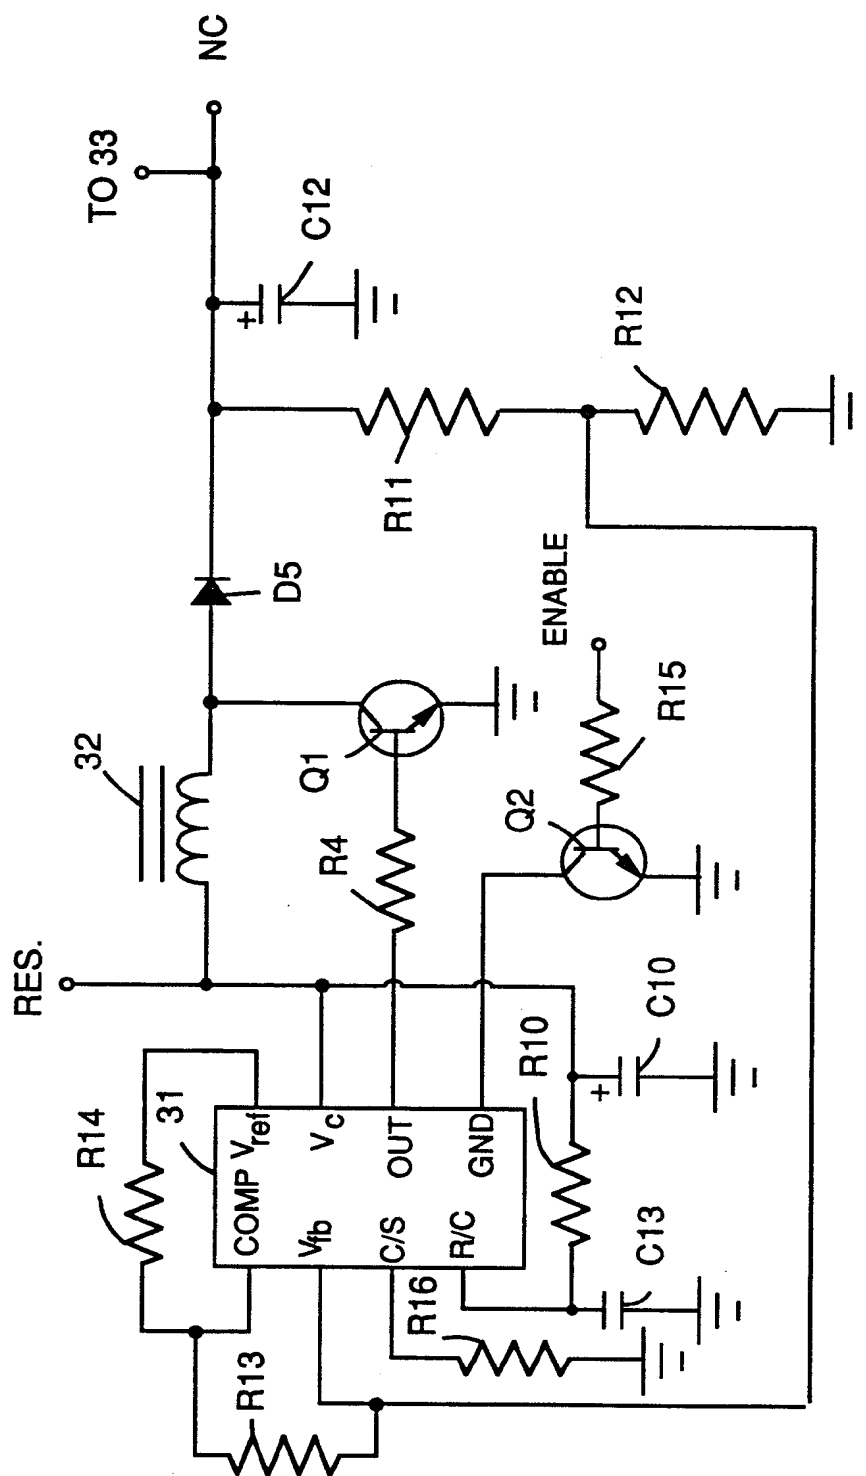 NC
TO 33
C12
R12
R11
D5
ENABLE
R15
32
Q1
Q2
R4
RES.
C10
R10
R14
31
COMP Vref
Vfb Vc
C/S OUT
R/C GND
C13
R16
R13
+
+